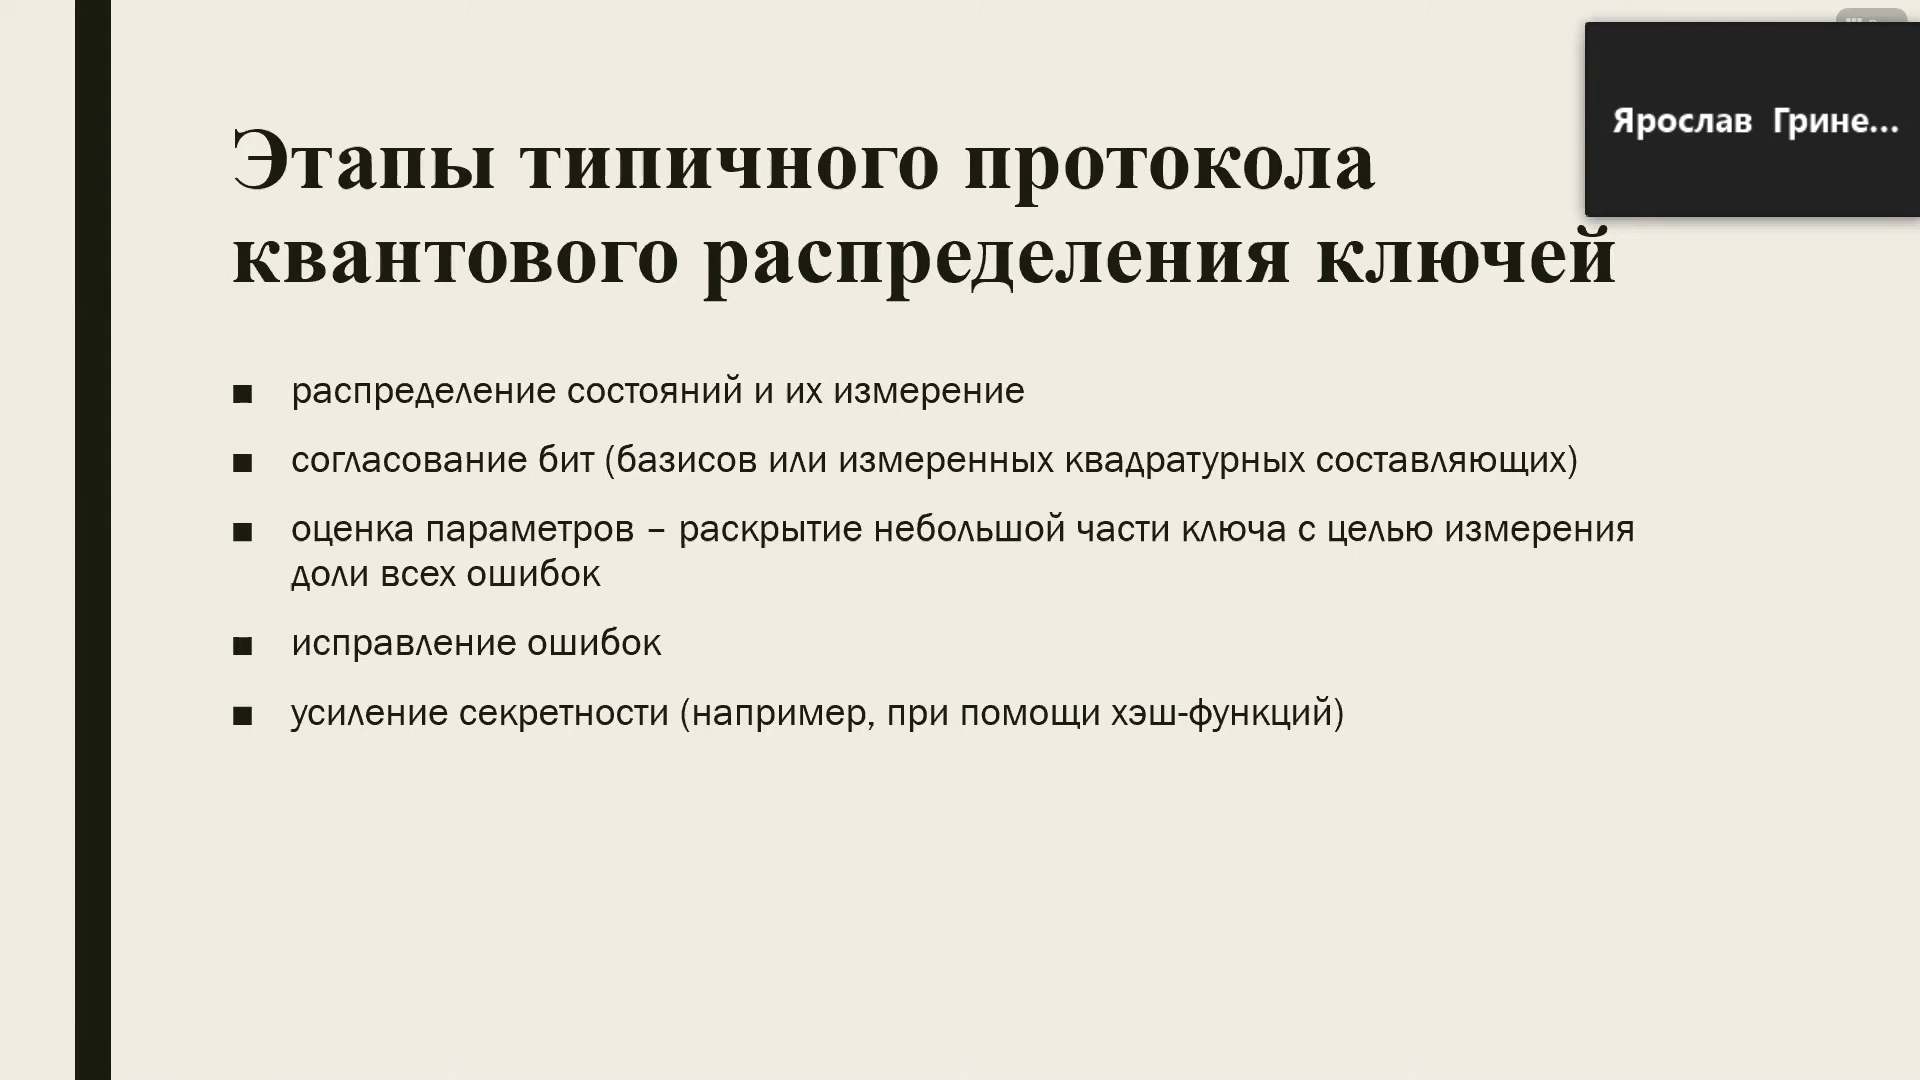 Этапы типичного протокола
квантового распределения ключей
Ярослав Грине...
■ распределение состояний и их измерение
■ согласование бит (базисов или измеренных квадратурных составляющих)
■ оценка параметров – раскрытие небольшой части ключа с целью измерения
доли всех ошибок
■ исправление ошибок
■ усиление секретности (например, при помощи хэш-функций)